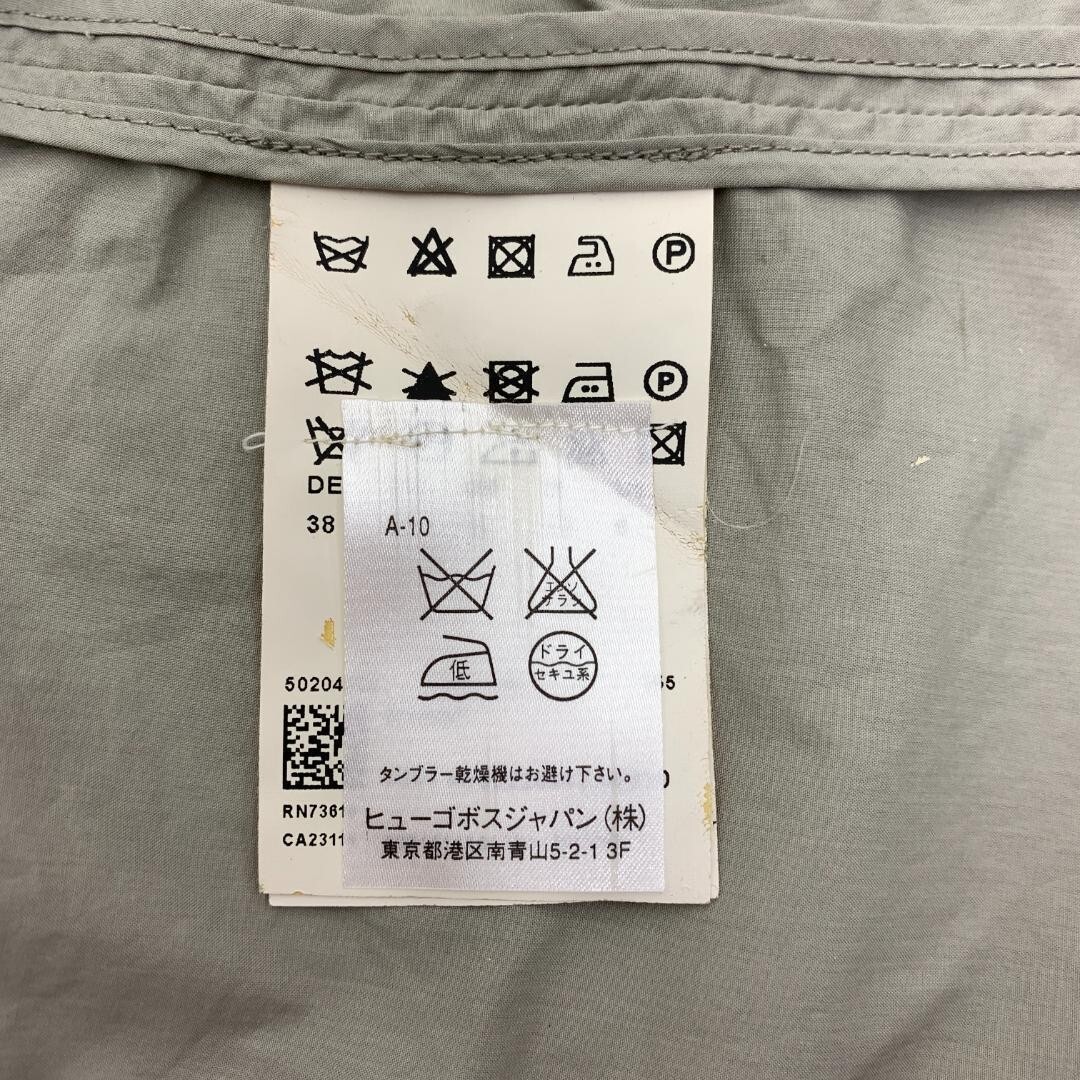 P
P
DE
38
A-10
エンソ
サラシ
低
ドライ
セキユ系
50204
65
タンブラー乾燥機はお避け下さい。
0
RN7361
CA2311
ヒューゴボスジャパン(株)
東京都港区南青山5-2-1 3F